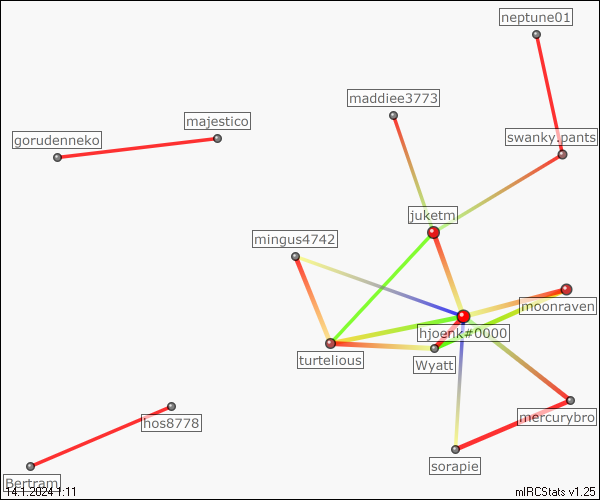 neptune01
maddiee3773
majestico
gorudenneko
swanky.pants
juketm
mingus4742
moonraven
hjoenk#0000
turtelious
Wyatt
mercurybro
hos8778
sorapie
Bertram
14.1.2024 1:11
mIRCStats v1.25